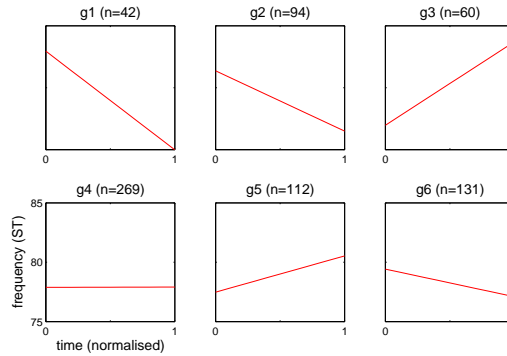 g1 (n=42) g2 (n=94) g3 (n=60)
0 1 0 1 0
g4 (n=269) g5 (n=112) g6 (n=131)
85
80
75
frequency (ST)
0 1 0 1 0
time (normalised)